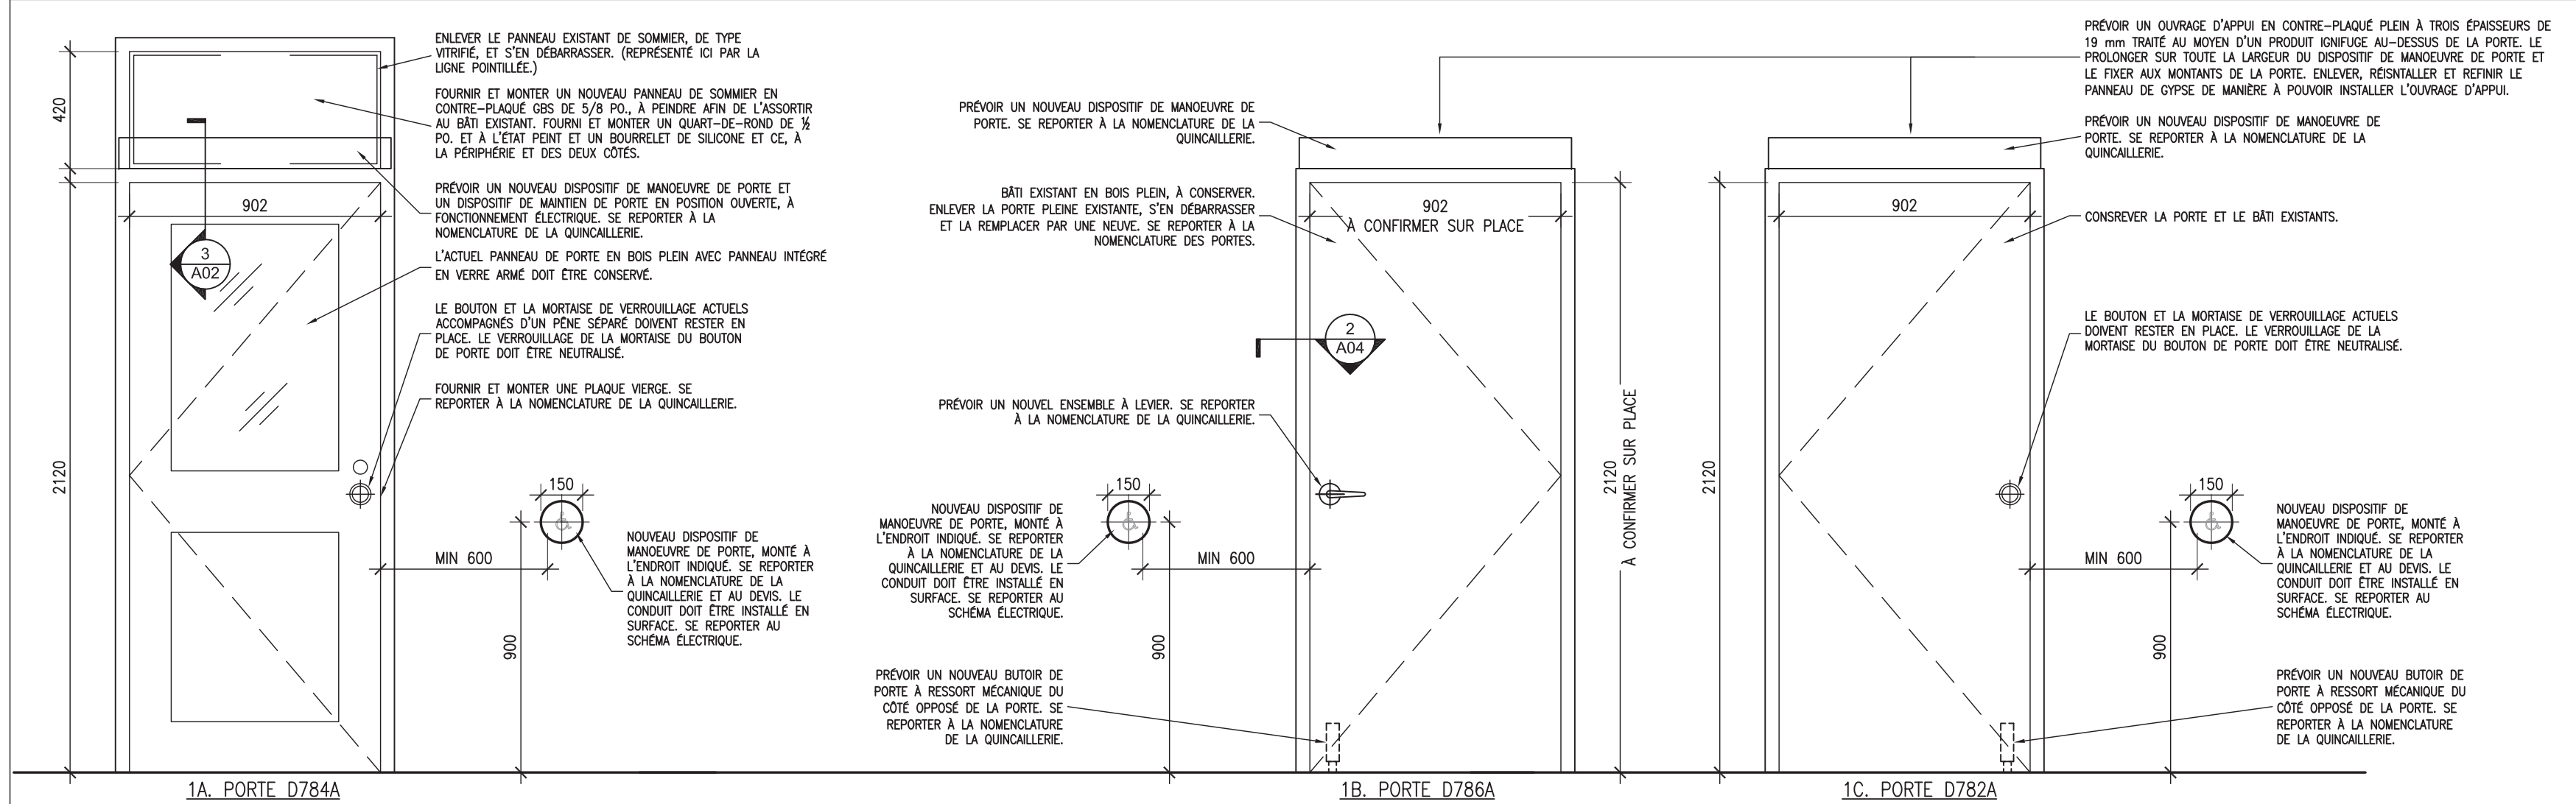 ENLEVER LE PANNEAU EXISTANT DE SOMMIER, DE TYPE
VITRIFIÉ, ET S'EN DÉBARRASSER. (REPRÉSENTÉ ICI PAR LA
LIGNE POINTILLÉE.)
FOURNIR ET MONTER UN NOUVEAU PANNEAU DE SOMMIER EN
CONTRE-PLAQUÉ GBS DE 5/8 PO., À PEINDRE AFIN DE L'ASSORTIR
AU BÂTI EXISTANT. FOURNI ET MONTER UN QUART-DE-ROND DE ½
PO. ET À L'ÉTAT PEINT ET UN BOURRELET DE SILICONE ET CE, À
LA PÉRIPHÉRIE ET DES DEUX CÔTÉS.
PRÉVOIR UN NOUVEAU DISPOSITIF DE MANOEUVRE DE PORTE ET
UN DISPOSITIF DE MAINTIEN DE PORTE EN POSITION OUVERTE, À
FONCTIONNEMENT ÉLECTRIQUE. SE REPORTER À LA
NOMENCLATURE DE LA QUINCAILLERIE.
L'ACTUEL PANNEAU DE PORTE EN BOIS PLEIN AVEC PANNEAU INTÉGRÉ
EN VERRE ARMÉ DOIT ÊTRE CONSERVÉ.
LE BOUTON ET LA MORTAISE DE VERROUILLAGE ACTUELS
ACCOMPAGNÉS D'UN PÊNE SÉPARÉ DOIVENT RESTER EN
PLACE. LE VERROUILLAGE DE LA MORTAISE DU BOUTON
DE PORTE DOIT ÊTRE NEUTRALISÉ.
FOURNIR ET MONTER UNE PLAQUE VIERGE. SE
REPORTER À LA NOMENCLATURE DE LA QUINCAILLERIE.
420
2120
902
3
A02
150
MIN 600
900
NOUVEAU DISPOSITIF DE
MANOEUVRE DE PORTE, MONTÉ À
L'ENDROIT INDIQUÉ. SE REPORTER
À LA NOMENCLATURE DE LA
QUINCAILLERIE ET AU DEVIS. LE
CONDUIT DOIT ÊTRE INSTALLÉ EN
SURFACE. SE REPORTER AU
SCHÉMA ÉLECTRIQUE.
1A. PORTE D784A
PRÉVOIR UN NOUVEAU DISPOSITIF DE MANOEUVRE DE
PORTE. SE REPORTER À LA NOMENCLATURE DE LA
QUINCAILLERIE.
BÂTI EXISTANT EN BOIS PLEIN, À CONSERVER.
ENLEVER LA PORTE PLEINE EXISTANTE, S'EN DÉBARRASSER
ET LA REMPLACER PAR UNE NEUVE. SE REPORTER À LA
NOMENCLATURE DES PORTES.
PRÉVOIR UN NOUVEL ENSEMBLE À LEVIER. SE REPORTER
À LA NOMENCLATURE DE LA QUINCAILLERIE.
902
À CONFIRMER SUR PLACE
2
A04
2120
À CONFIRMER SUR PLACE
150
MIN 600
900
NOUVEAU DISPOSITIF DE
MANOEUVRE DE PORTE, MONTÉ À
L'ENDROIT INDIQUÉ. SE REPORTER
À LA NOMENCLATURE DE LA
QUINCAILLERIE ET AU DEVIS. LE
CONDUIT DOIT ÊTRE INSTALLÉ EN
SURFACE. SE REPORTER AU
SCHÉMA ÉLECTRIQUE.
PRÉVOIR UN NOUVEAU BUTOIR DE
PORTE À RESSORT MÉCANIQUE DU
CÔTÉ OPPOSÉ DE LA PORTE. SE
REPORTER À LA NOMENCLATURE
DE LA QUINCAILLERIE.
1B. PORTE D786A
PRÉVOIR UN OUVRAGE D'APPUI EN CONTRE-PLAQUÉ PLEIN À TROIS ÉPAISSEURS DE
19 mm TRAITÉ AU MOYEN D'UN PRODUIT IGNIFUGE AU-DESSUS DE LA PORTE. LE
PROLONGER SUR TOUTE LA LARGEUR DU DISPOSITIF DE MANOEUVRE DE PORTE ET
LE FIXER AUX MONTANTS DE LA PORTE. ENLEVER, RÉISNTALLER ET REFINIR LE
PANNEAU DE GYPSE DE MANIÈRE À POUVOIR INSTALLER L'OUVRAGE D'APPUI.
PRÉVOIR UN NOUVEAU DISPOSITIF DE MANOEUVRE DE
PORTE. SE REPORTER À LA NOMENCLATURE DE LA
QUINCAILLERIE.
CONSREVER LA PORTE ET LE BÂTI EXISTANTS.
LE BOUTON ET LA MORTAISE DE VERROUILLAGE ACTUELS
DOIVENT RESTER EN PLACE. LE VERROUILLAGE DE LA
MORTAISE DU BOUTON DE PORTE DOIT ÊTRE NEUTRALISÉ.
902
2120
150
MIN 600
900
NOUVEAU DISPOSITIF DE
MANOEUVRE DE PORTE, MONTÉ À
L'ENDROIT INDIQUÉ. SE REPORTER
À LA NOMENCLATURE DE LA
QUINCAILLERIE ET AU DEVIS. LE
CONDUIT DOIT ÊTRE INSTALLÉ EN
SURFACE. SE REPORTER AU
SCHÉMA ÉLECTRIQUE.
PRÉVOIR UN NOUVEAU BUTOIR DE
PORTE À RESSORT MÉCANIQUE DU
CÔTÉ OPPOSÉ DE LA PORTE. SE
REPORTER À LA NOMENCLATURE
DE LA QUINCAILLERIE.
1C. PORTE D782A